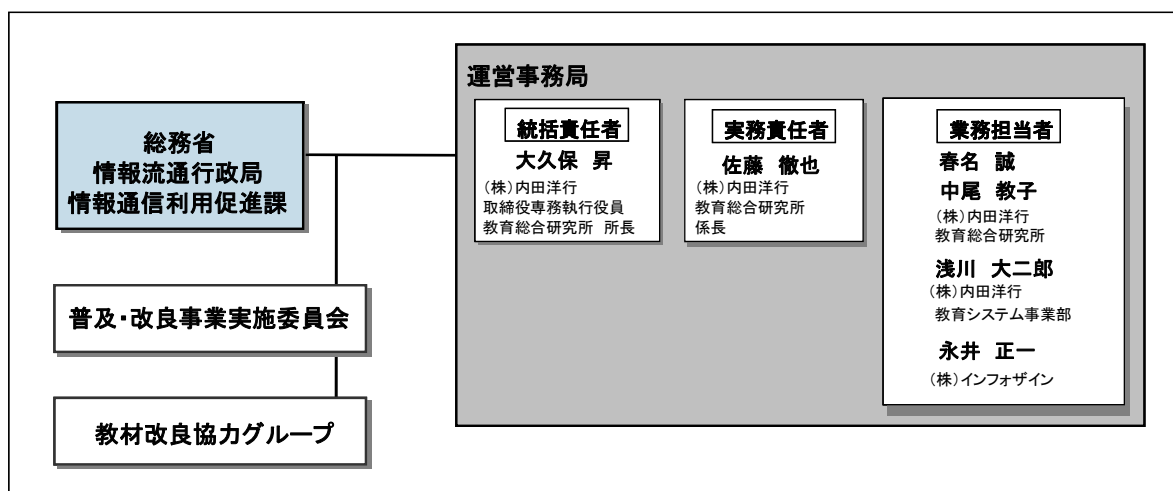 総務省
情報流通行政局
情報通信利用促進課
普及・改良事業実施委員会
教材改良協力グループ
運営事務局
統括責任者
大久保 昇
(株)内田洋行
取締役専務執行役員
教育総合研究所 所長
実務責任者
佐藤 徹也
(株)内田洋行
教育総合研究所
係長
業務担当者
春名 誠
中尾 教子
(株)内田洋行
教育総合研究所
浅川 大二郎
(株)内田洋行
教育システム事業部
永井 正一
(株)インフォザイン